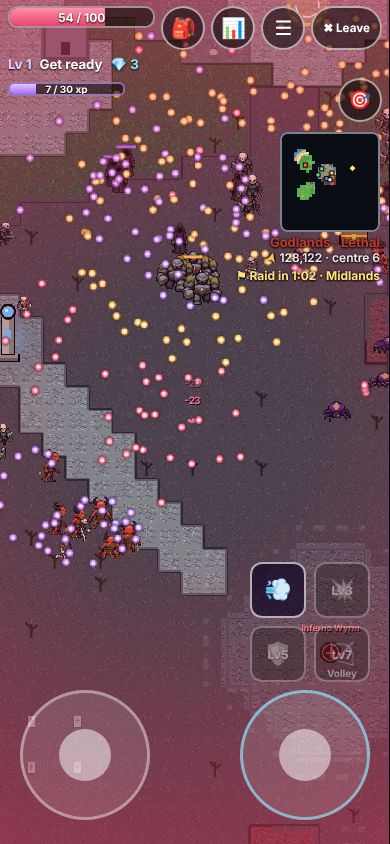 54 / 100
✖ Leave
Lv 1 Get ready 💎 3
7 / 30 xp
Godlands · Lethal
128,122 · centre 6
Raid in 1:02 · Midlands
-23
LV3
Inferno Wyrm
LV5
LV7
Volley